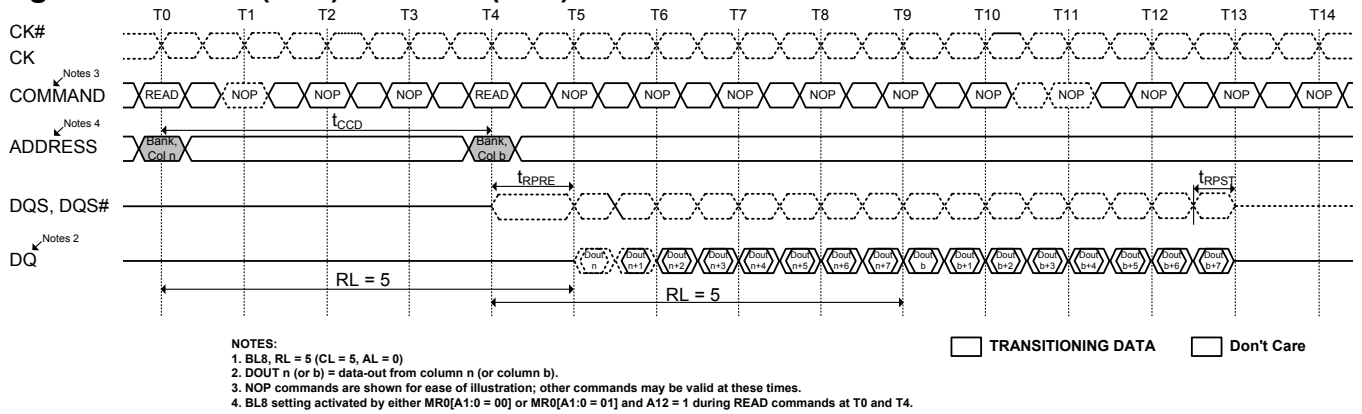 T0 T1 T2 T3 T4 T5 T6 T7 T8 T9 T10 T11 T12 T13 T14
CK#
CK
Notes 3
COMMAND READ NOP NOP NOP READ NOP NOP NOP NOP NOP NOP NOP NOP NOP NOP
tCCD
Notes 4
ADDRESS Bank, Col n Bank, Col b
tRPRE tRPST
DQS, DQS#
Notes 2
DQ Dout n Dout n+1 Dout n+2 Dout n+3 Dout n+4 Dout n+5 Dout n+6 Dout n+7 Dout b Dout b+1 Dout b+2 Dout b+3 Dout b+4 Dout b+5 Dout b+6 Dout b+7
RL = 5 RL = 5
NOTES:
1. BL8, RL = 5 (CL = 5, AL = 0)
2. DOUT n (or b) = data-out from column n (or column b).
3. NOP commands are shown for ease of illustration; other commands may be valid at these times.
4. BL8 setting activated by either MR0[A1:0 = 00] or MR0[A1:0 = 01] and A12 = 1 during READ commands at T0 and T4.
TRANSITIONING DATA Don't Care